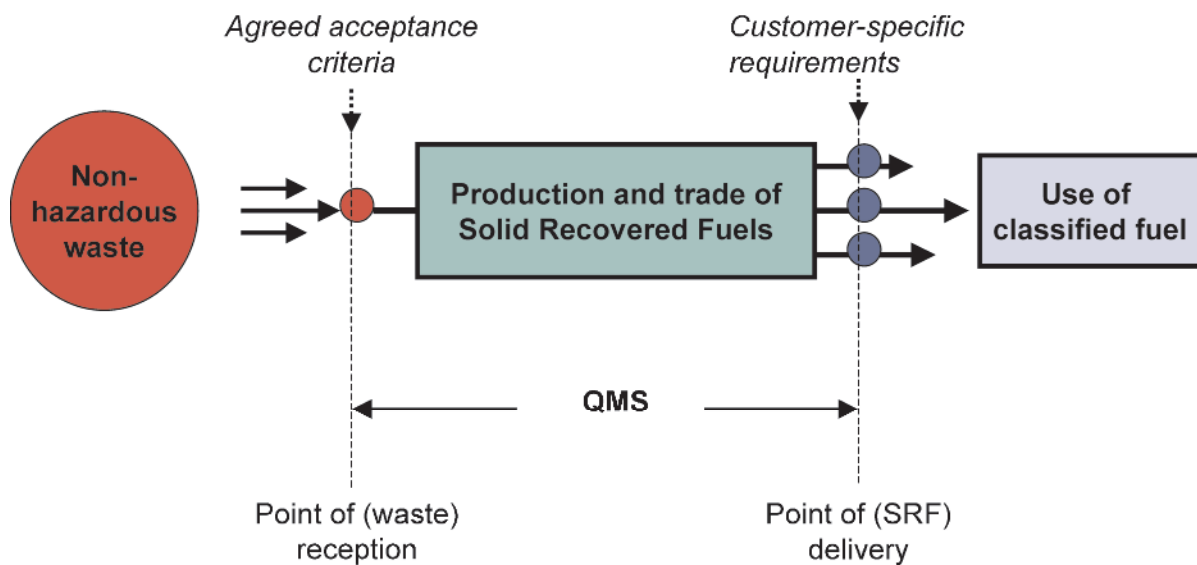 Agreed acceptance
criteria
Customer-specific
requirements
Non-
hazardous
waste
Production and trade of
Solid Recovered Fuels
Use of
classified fuel
QMS
Point of (waste)
reception
Point of (SRF)
delivery